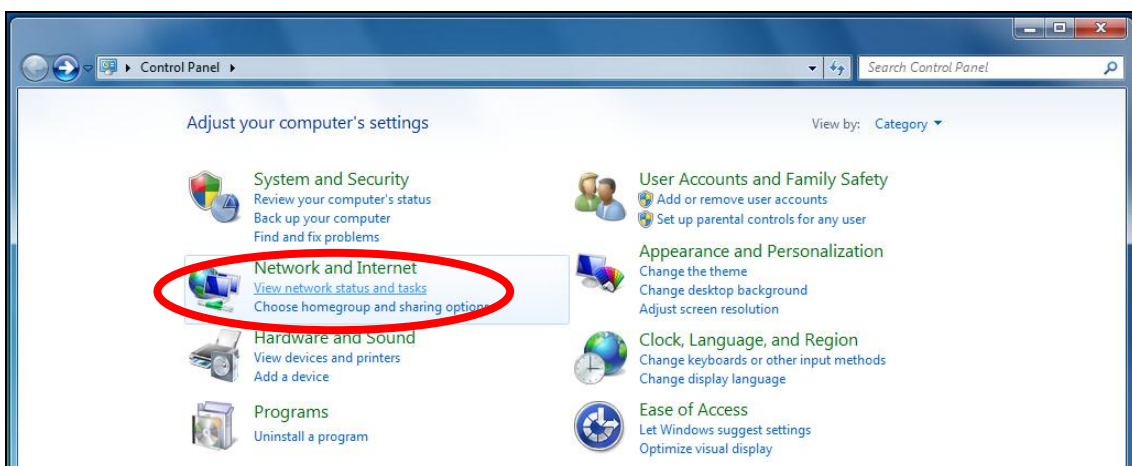 Control Panel
Search Control Panel
Adjust your computer's settings
View by: Category
System and Security
Review your computer's status
Back up your computer
Find and fix problems
Network and Internet
View network status and tasks
Choose homegroup and sharing options
Hardware and Sound
View devices and printers
Add a device
Programs
Uninstall a program
User Accounts and Family Safety
Add or remove user accounts
Set up parental controls for any user
Appearance and Personalization
Change the theme
Change desktop background
Adjust screen resolution
Clock, Language, and Region
Change keyboards or other input methods
Change display language
Ease of Access
Let Windows suggest settings
Optimize visual display